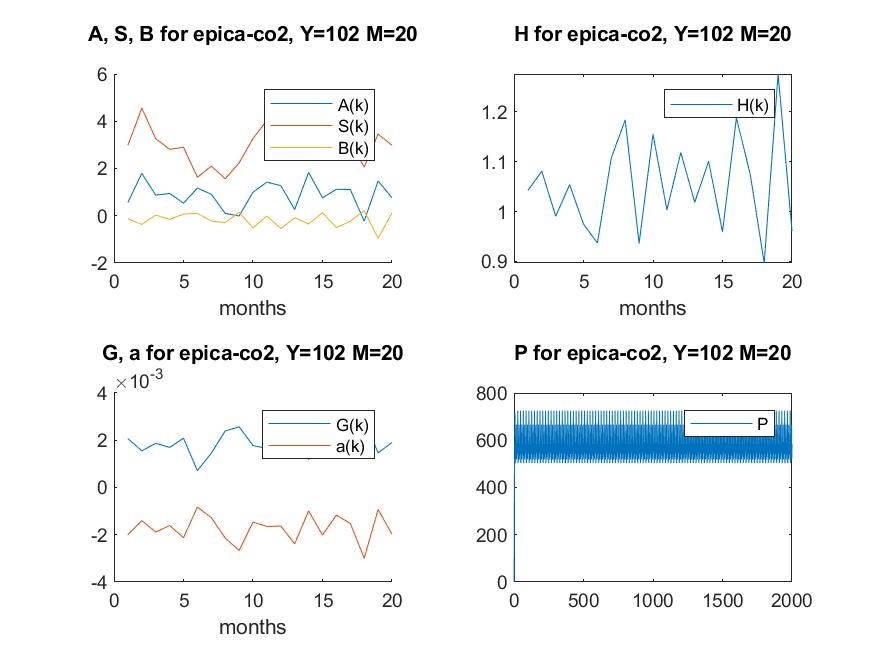 A, S, B for epica-co2, Y=102 M=20
6
4
2
0
-2
A(k)
S(k)
B(k)
0 5 10 15 20
months
H for epica-co2, Y=102 M=20
1.2
1.1
1
0.9
H(k)
0 5 10 15 20
months
G, a for epica-co2, Y=102 M=20
×10-3
4
2
0
-2
-4
G(k)
a(k)
0 5 10 15 20
months
P for epica-co2, Y=102 M=20
800
600
400
200
0
P
0 500 1000 1500 2000